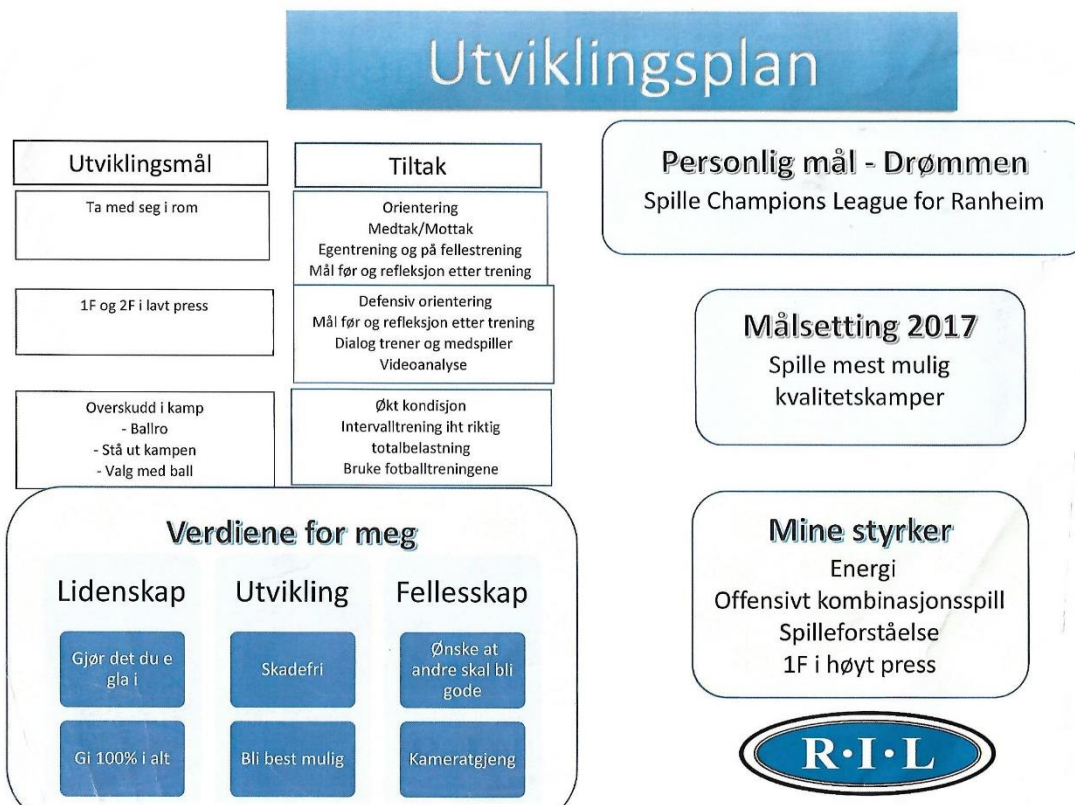 Utviklingsplan
Utviklingsmål
Tiltak
Ta med seg i rom
Orientering
Medtak/Mottak
Egentrening og på fellestrening
Mål før og refleksjon etter trening
1F og 2F i lavt press
Defensiv orientering
Mål før og refleksjon etter trening
Dialog trener og medspiller
Videoanalyse
Overskudd i kamp
- Ballro
- Stå ut kampen
- Valg med ball
Økt kondisjon
Intervalltrening iht riktig
totalbelastning
Bruke fotballtreningene
Personlig mål - Drømmen
Spille Champions League for Ranheim
Målsetting 2017
Spille mest mulig
kvalitetskamper
Verdiene for meg
Lidenskap
Gjør det du e
gla i
Gi 100% i alt
Utvikling
Skadefri
Bli best mulig
Fellesskap
Ønske at
andre skal bli
gode
Kameratgjeng
Mine styrker
Energi
Offensivt kombinasjonsspill
Spilleforståelse
1F i høyt press
R·I·L